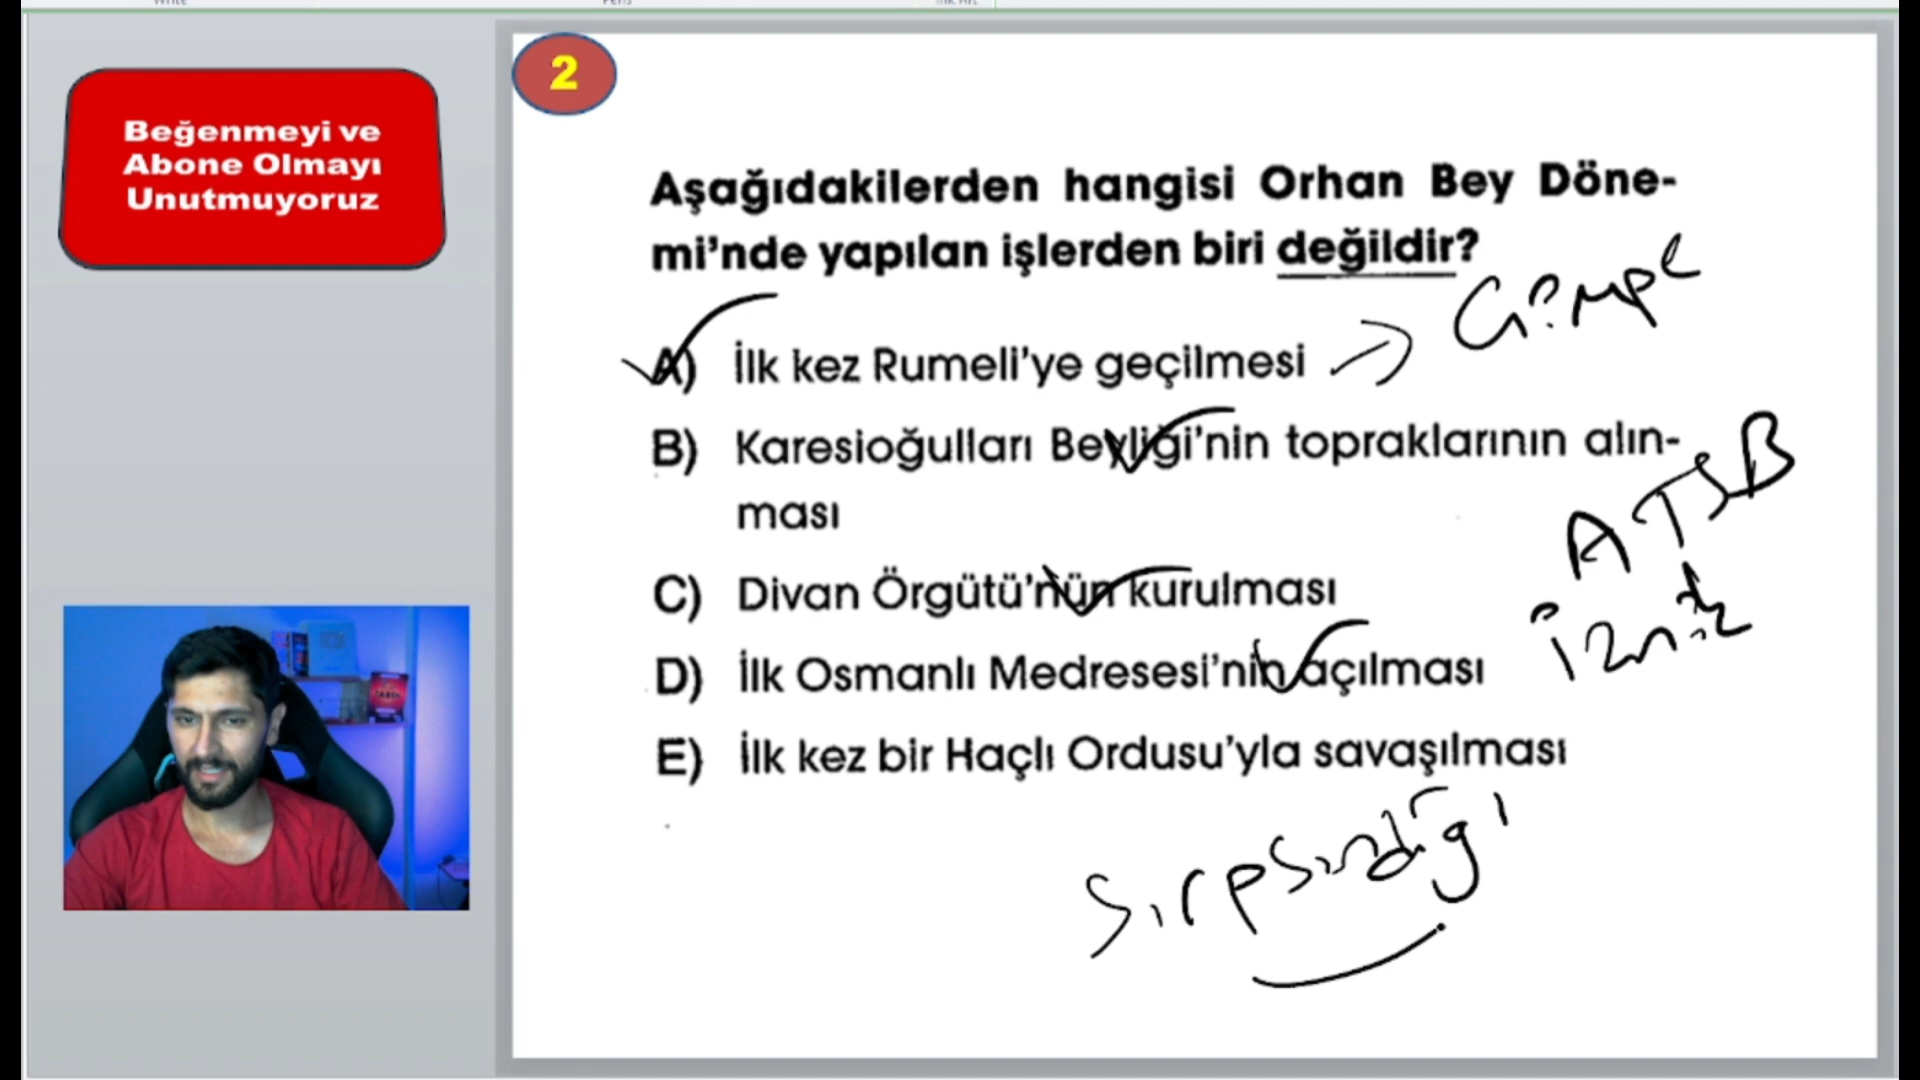 2
Beğenmeyi ve
Abone Olmayı
Unutmuyoruz
Aşağıdakilerden hangisi Orhan Bey Döne-
mi’nde yapılan işlerden biri değildir?
A) İlk kez Rumeli’ye geçilmesi
B) Karesioğulları Beyliği’nin topraklarının alın-
ması
C) Divan Örgütü’nün kurulması
D) İlk Osmanlı Medresesi’nin açılması
E) İlk kez bir Haçlı Ordusu’yla savaşılması
ATSB
Sırpsındığı